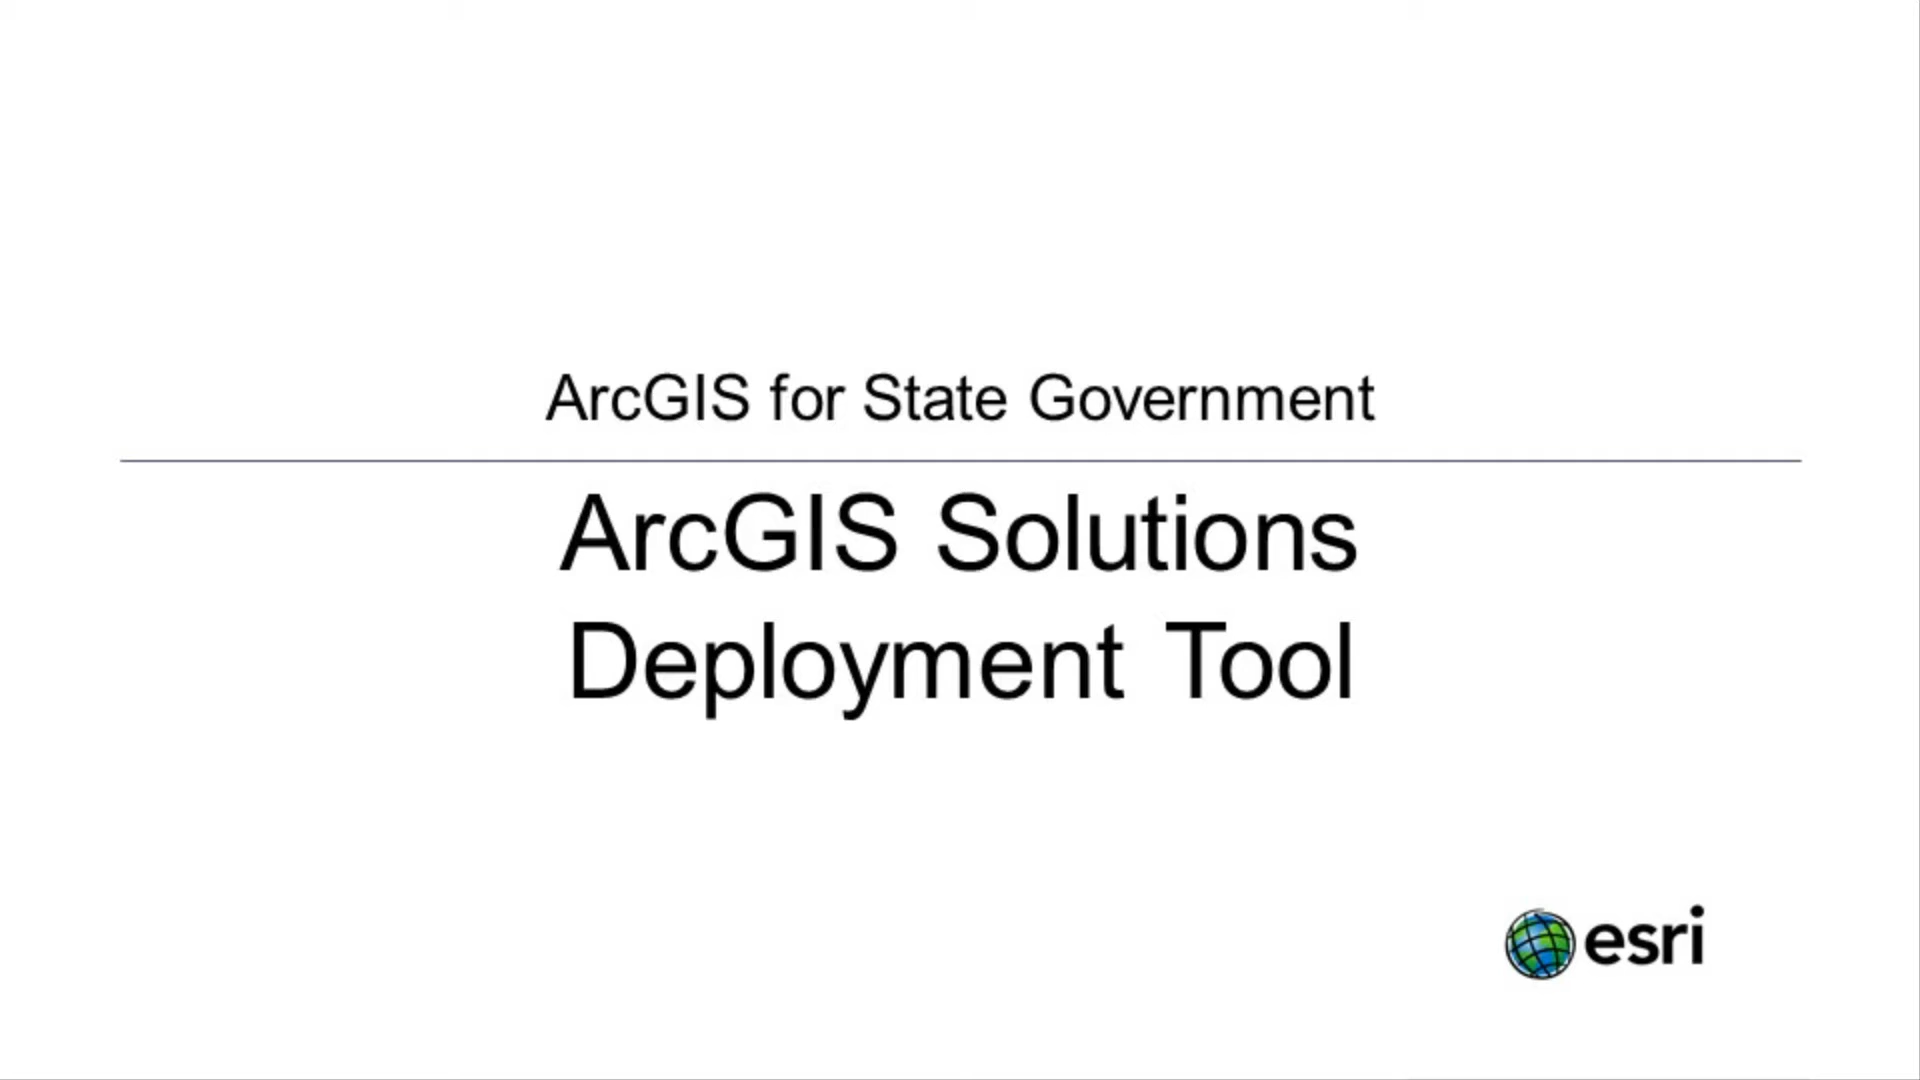 ArcGIS for State Government
ArcGIS Solutions
Deployment Tool
esri